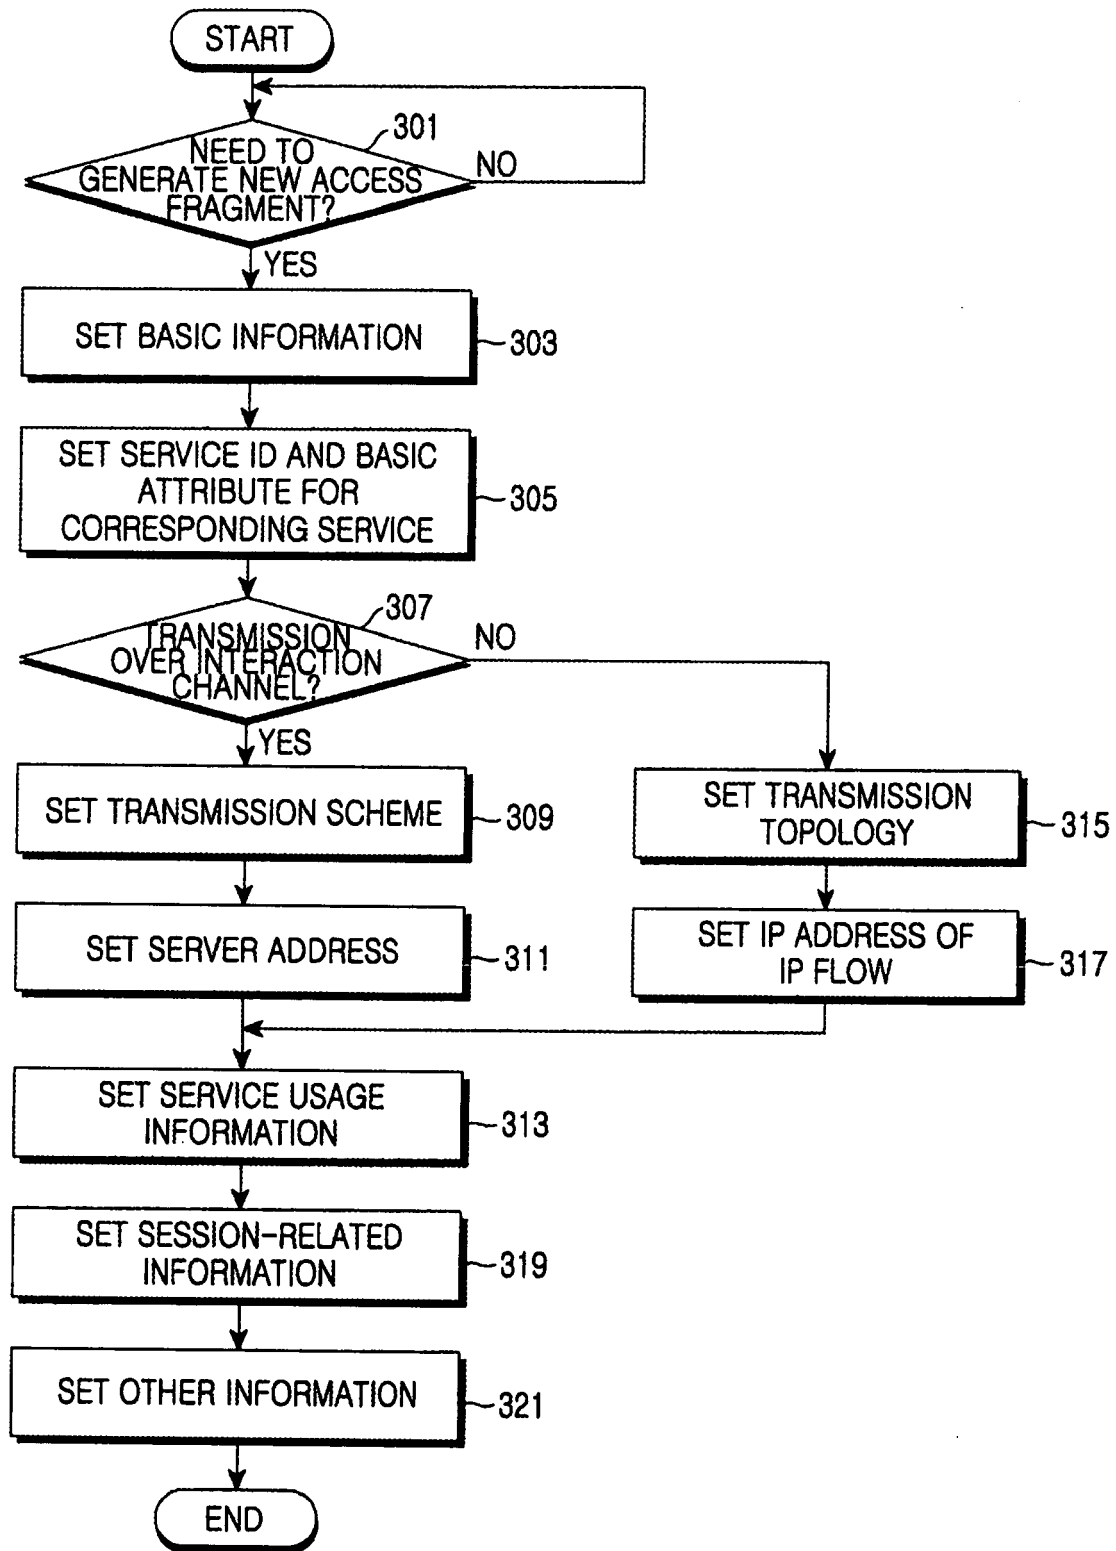 START
301
NEED TO
GENERATE NEW ACCESS
FRAGMENT?
NO
YES
SET BASIC INFORMATION
303
SET SERVICE ID AND BASIC
ATTRIBUTE FOR
CORRESPONDING SERVICE
305
307
TRANSMISSION
OVER INTERACTION
CHANNEL?
NO
YES
SET TRANSMISSION SCHEME
309
SET TRANSMISSION
TOPOLOGY
315
SET SERVER ADDRESS
311
SET IP ADDRESS OF
IP FLOW
317
SET SERVICE USAGE
INFORMATION
313
SET SESSION-RELATED
INFORMATION
319
SET OTHER INFORMATION
321
END